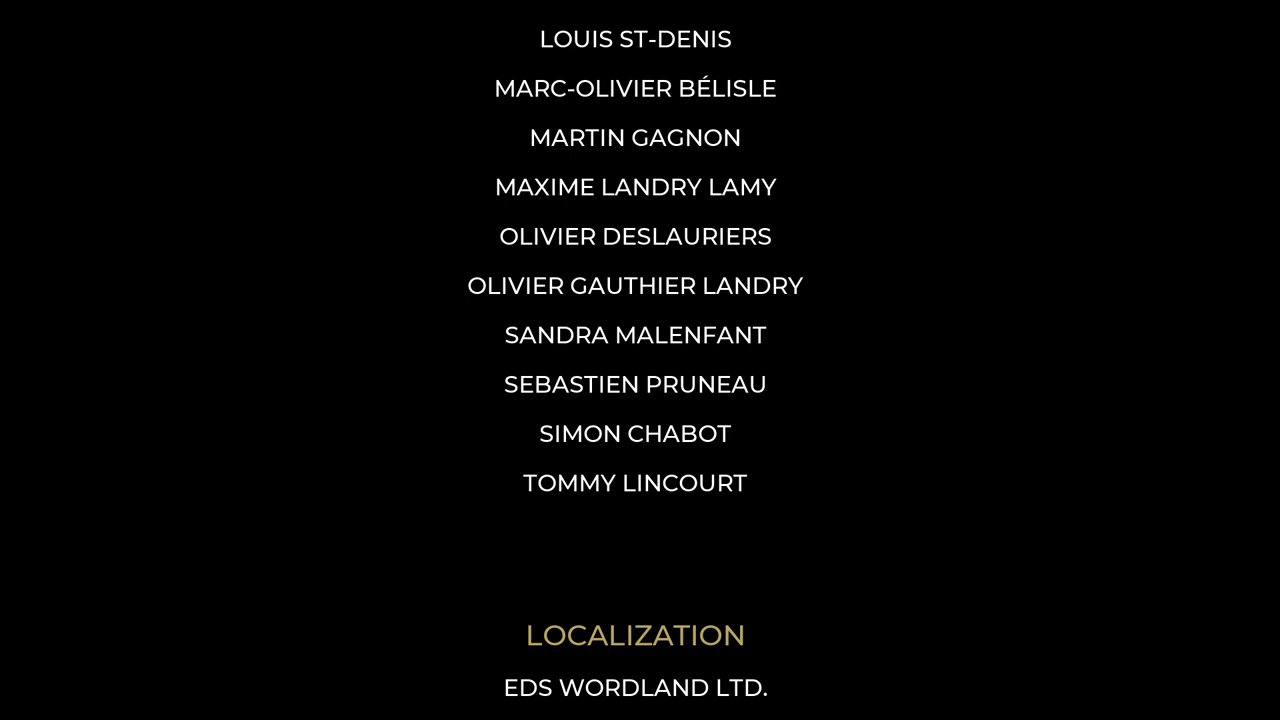 LOUIS ST-DENIS
MARC-OLIVIER BÉLISLE
MARTIN GAGNON
MAXIME LANDRY LAMY
OLIVIER DESLAURIERS
OLIVIER GAUTHIER LANDRY
SANDRA MALENFANT
SEBASTIEN PRUNEAU
SIMON CHABOT
TOMMY LINCOURT
LOCALIZATION
EDS WORDLAND LTD.